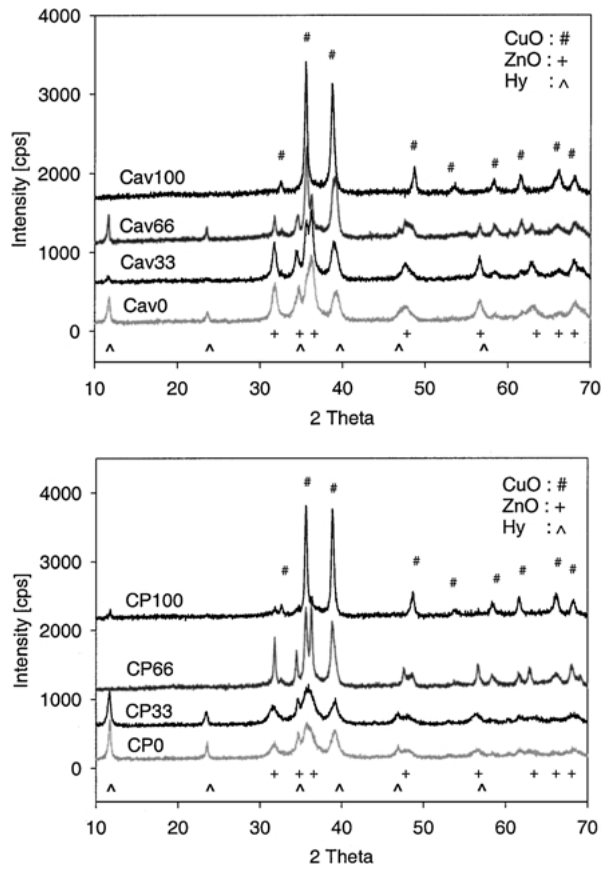 #
#
CuO : #
ZnO : +
Hy : ^
4000
3000
2000
1000
0
Intensity [cps]
# # # # # #
Cav100
Cav66
Cav33
Cav0
+ + + + + + + +
^ ^ ^ ^ ^ ^
10 20 30 40 50 60 70
2 Theta
#
#
CuO : #
ZnO : +
Hy : ^
4000
3000
2000
1000
0
Intensity [cps]
# # # # # #
#
CP100
CP66
CP33
CP0
+ + + + + + + +
^ ^ ^ ^ ^ ^
10 20 30 40 50 60 70
2 Theta